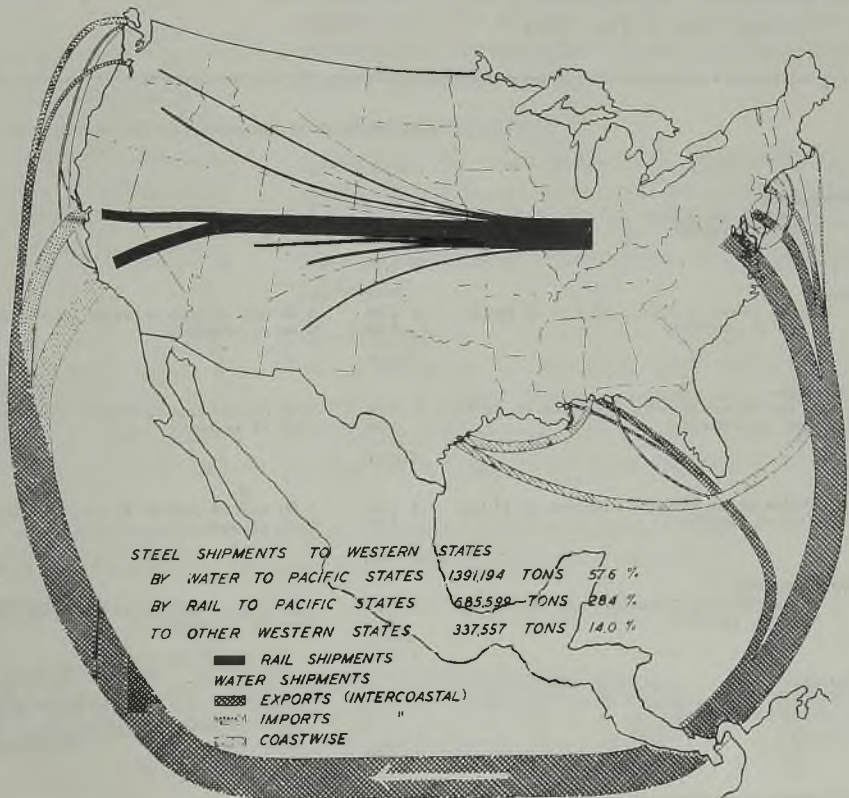 STEEL SHIPMENTS TO WESTERN STATES
BY WATER TO PACIFIC STATES 1391,194 TONS 57.6 %
BY RAIL TO PACIFIC STATES 685,599 TONS 28.4 %
TO OTHER WESTERN STATES 337,557 TONS 14.0 %
RAIL SHIPMENTS
WATER SHIPMENTS
EXPORTS (INTERCOASTAL)
IMPORTS "
COASTWISE